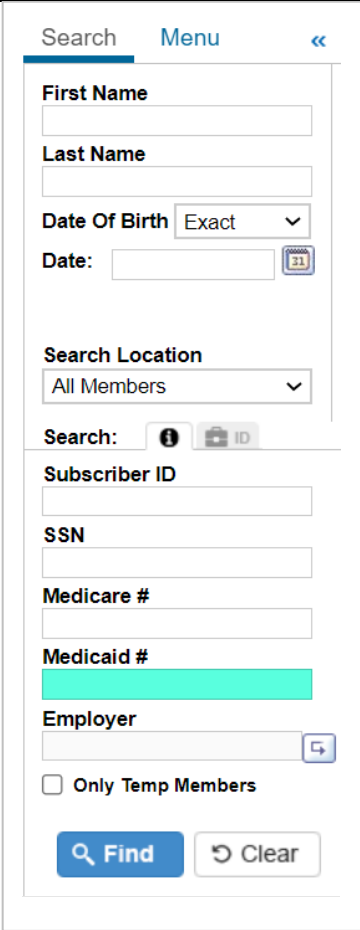 Search Menu «
First Name
Last Name
Date Of Birth Exact
Date: 31
Search Location
All Members
Search: ID
Subscriber ID
SSN
Medicare #
Medicaid #
Employer
Only Temp Members
Find Clear